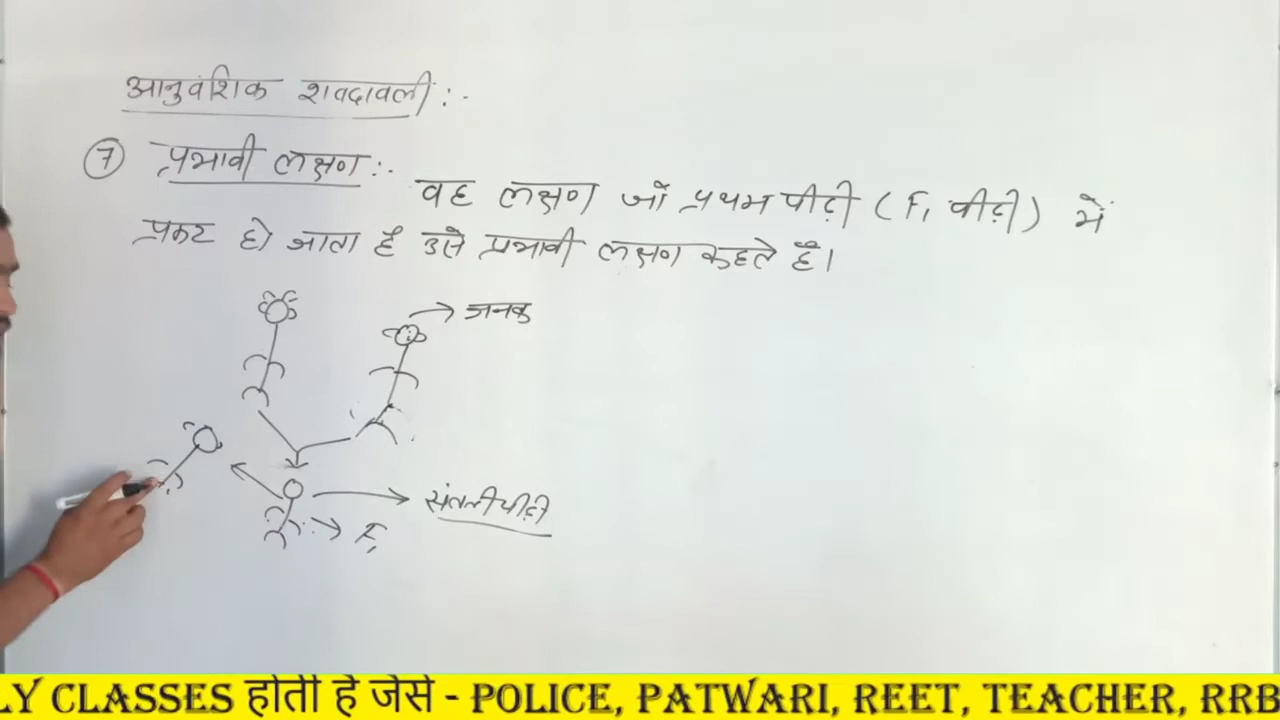 आनुवंशिक शवदावली :-
7 प्रभावी लक्षण :- वह लक्षण जो प्रथम पीढ़ी (F1 पीढ़ी) में
प्रकट हो जाता है उसे प्रभावी लक्षण कहते है।
जनक
संतती पीढ़ी
F1
LY CLASSES होती हे जेसे - POLICE, PATWARI, REET, TEACHER, RRB